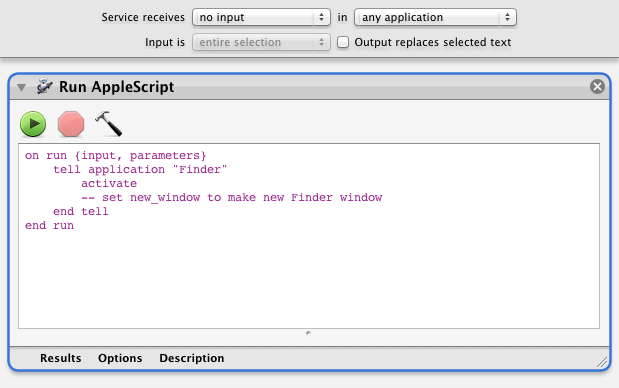 Service receives no input in any application
Input is entire selection Output replaces selected text
Run AppleScript
on run {input, parameters}
    tell application "Finder"
        activate
        -- set new_window to make new Finder window
    end tell
end run
Results Options Description